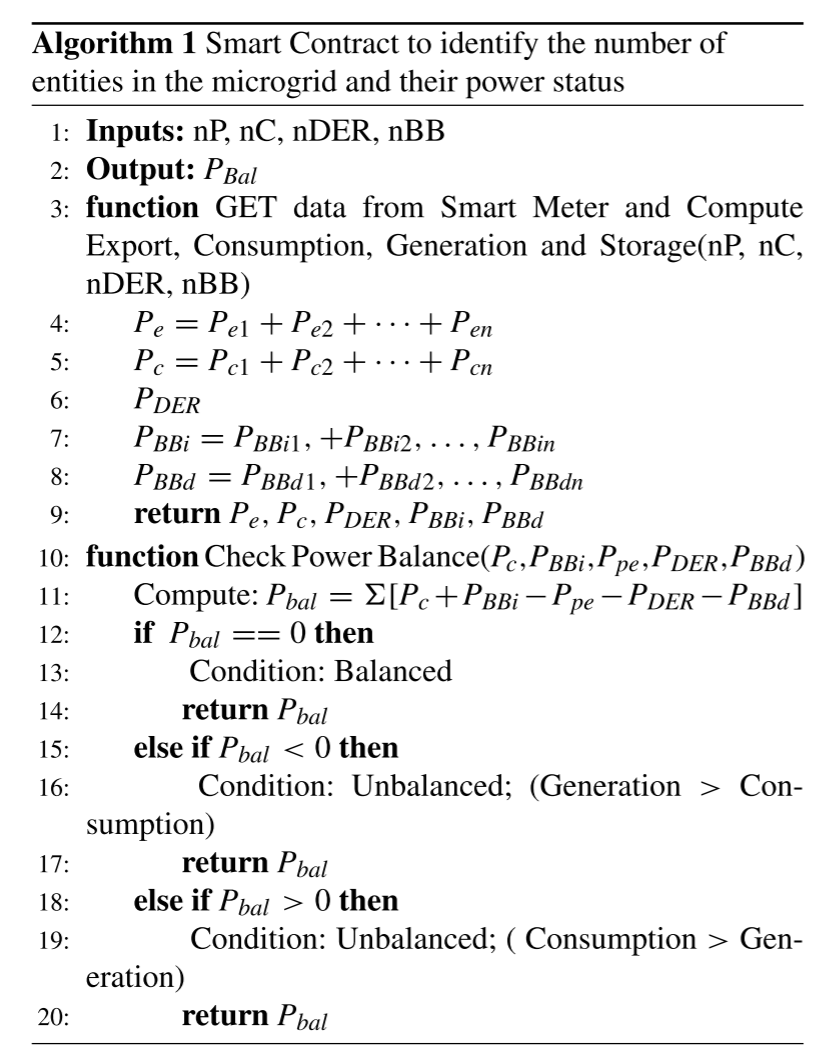 Algorithm 1 Smart Contract to identify the number of
entities in the microgrid and their power status
1: Inputs: nP, nC, nDER, nBB
2: Output: P_{Bal}
3: function GET data from Smart Meter and Compute
Export, Consumption, Generation and Storage(nP, nC,
nDER, nBB)
4: P_e = P_{e1} + P_{e2} + ··· + P_{en}
5: P_c = P_{c1} + P_{c2} + ··· + P_{cn}
6: P_{DER}
7: P_{BBi} = P_{BBi1}, +P_{BBi2}, ..., P_{BBin}
8: P_{BBd} = P_{BBd1}, +P_{BBd2}, ..., P_{BBdn}
9: return P_e, P_c, P_{DER}, P_{BBi}, P_{BBd}
10: function Check Power Balance(P_c,P_{BBi},P_{pe},P_{DER},P_{BBd})
11: Compute: P_{bal} = Σ[P_c+P_{BBi}−P_{pe}−P_{DER}−P_{BBd}]
12: if P_{bal} == 0 then
13: Condition: Balanced
14: return P_{bal}
15: else if P_{bal} < 0 then
16: Condition: Unbalanced; (Generation > Con-
sumption)
17: return P_{bal}
18: else if P_{bal} > 0 then
19: Condition: Unbalanced; ( Consumption > Gen-
eration)
20: return P_{bal}